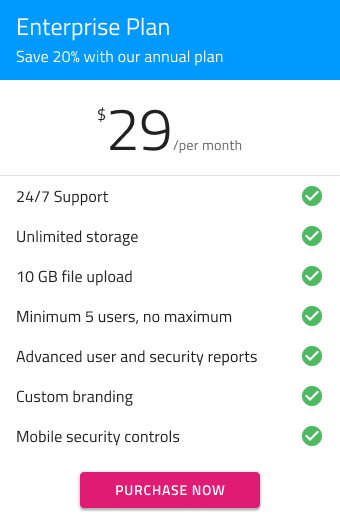 Enterprise Plan
Save 20% with our annual plan
$29/per month
24/7 Support
Unlimited storage
10 GB file upload
Minimum 5 users, no maximum
Advanced user and security reports
Custom branding
Mobile security controls
PURCHASE NOW